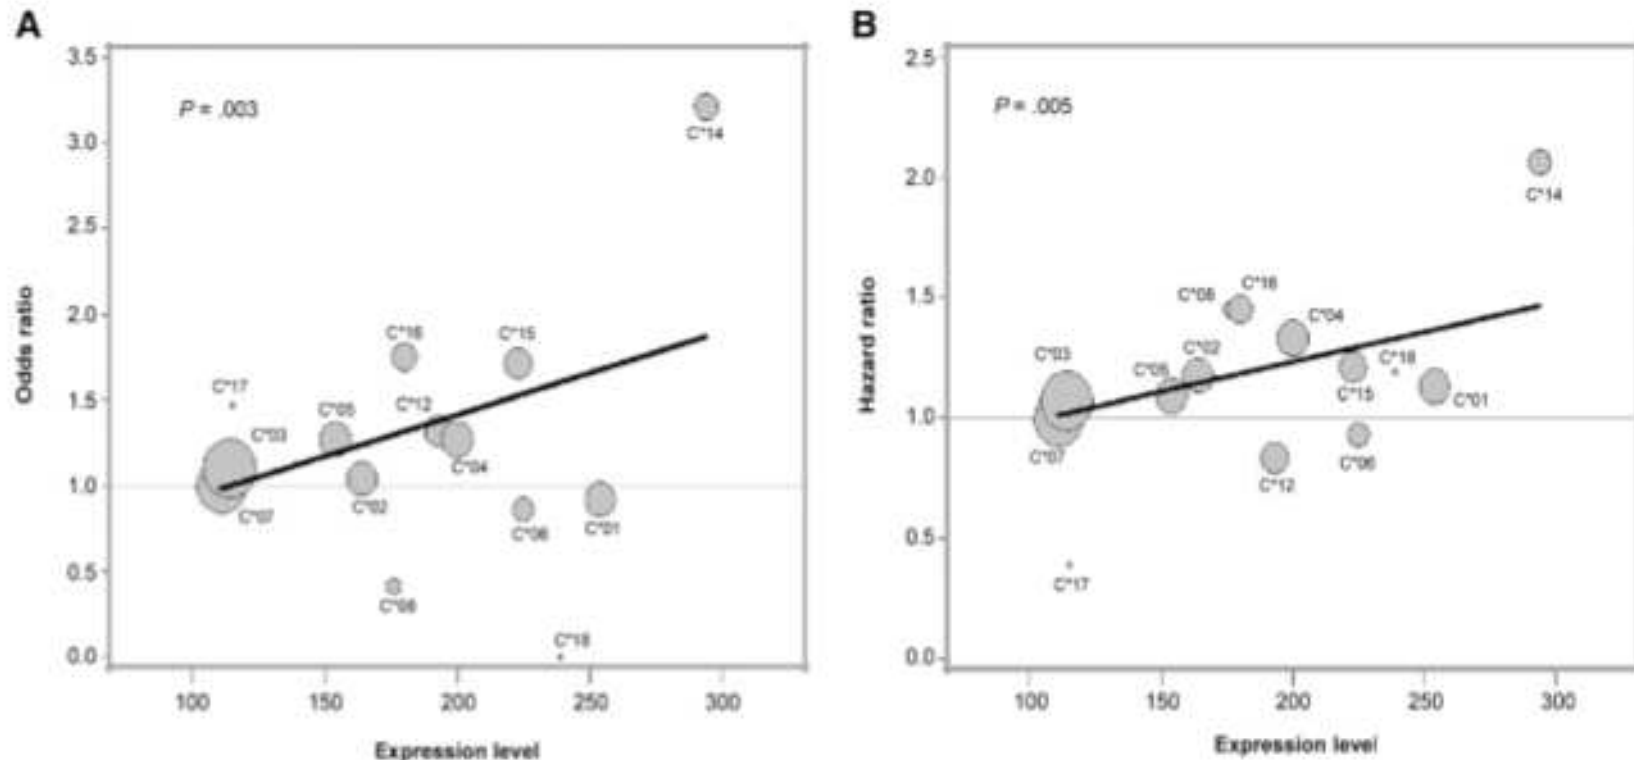 A
3.5
3.0
2.5
2.0
1.5
1.0
0.5
0.0
Odds ratio
P = .003
C*14
C*16
C*15
C*17
C*05
C*12
C*03
C*04
C*02
C*07
C*06
C*01
C*08
C*18
100 150 200 250 300
Expression level
B
2.5
2.0
1.5
1.0
0.5
0.0
Hazard ratio
P = .005
C*14
C*16
C*08
C*04
C*03
C*02
C*18
C*05
C*15
C*01
C*07
C*06
C*12
C*17
100 150 200 250 300
Expression level